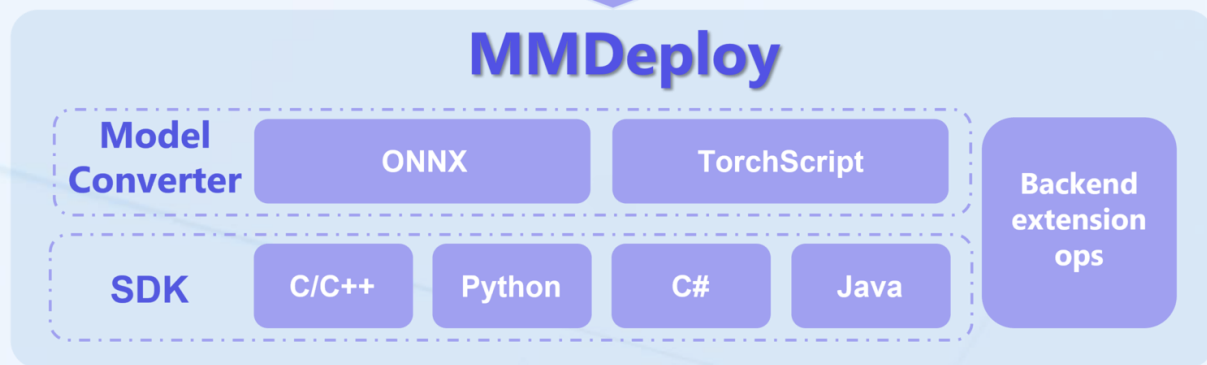 MMDeploy
Model
Converter
ONNX
TorchScript
SDK
C/C++
Python
C#
Java
Backend
extension
ops